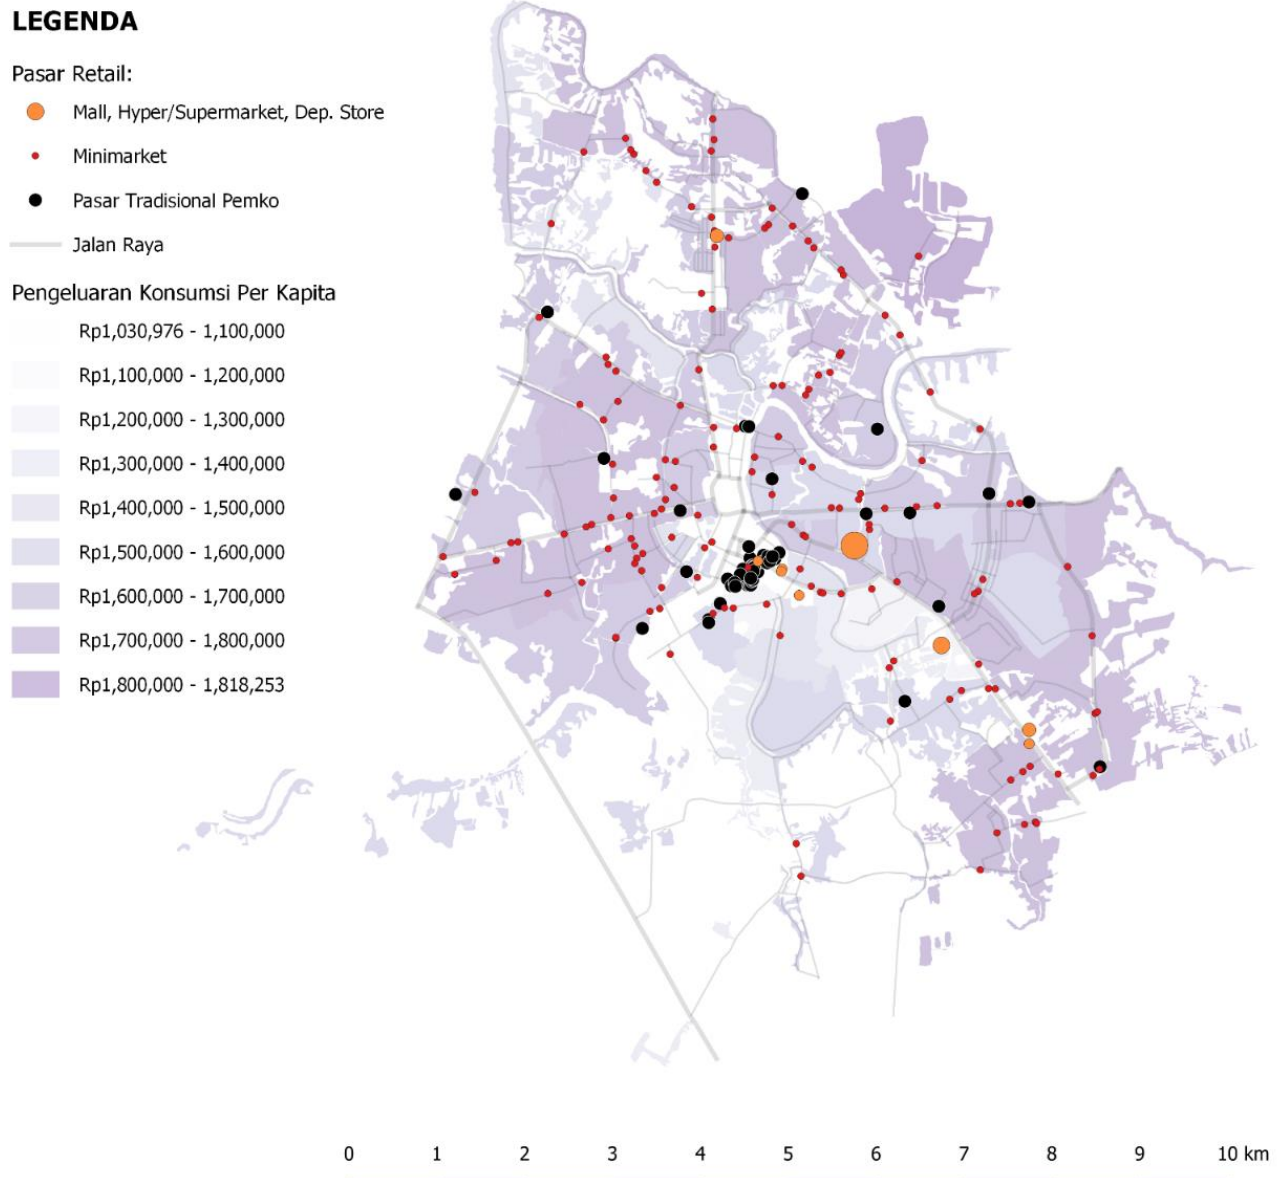 LEGENDA
Pasar Retail:
Mall, Hyper/Supermarket, Dep. Store
Minimarket
Pasar Tradisional Pemko
Jalan Raya
Pengeluaran Konsumsi Per Kapita
Rp1,030,976 - 1,100,000
Rp1,100,000 - 1,200,000
Rp1,200,000 - 1,300,000
Rp1,300,000 - 1,400,000
Rp1,400,000 - 1,500,000
Rp1,500,000 - 1,600,000
Rp1,600,000 - 1,700,000
Rp1,700,000 - 1,800,000
Rp1,800,000 - 1,818,253
0 1 2 3 4 5 6 7 8 9 10 km